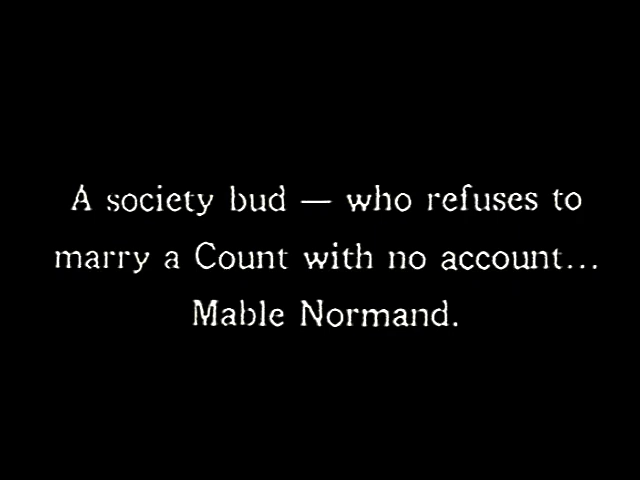 A society bud — who refuses to
marry a Count with no account...
Mable Normand.